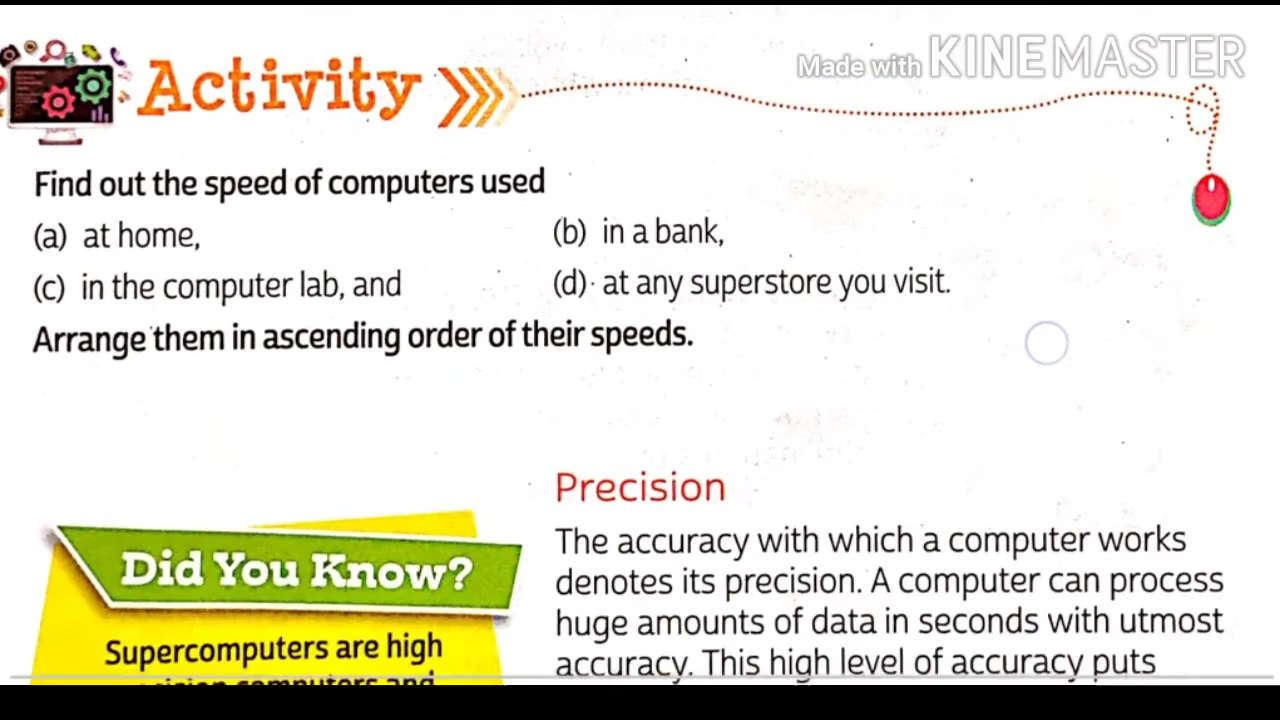 Made with KINEMASTER
Activity
Find out the speed of computers used
(a) at home,
(b) in a bank,
(c) in the computer lab, and
(d) at any superstore you visit.
Arrange them in ascending order of their speeds.
Precision
The accuracy with which a computer works
denotes its precision. A computer can process
huge amounts of data in seconds with utmost
accuracy. This high level of accuracy puts
Did You Know?
Supercomputers are high
computers and